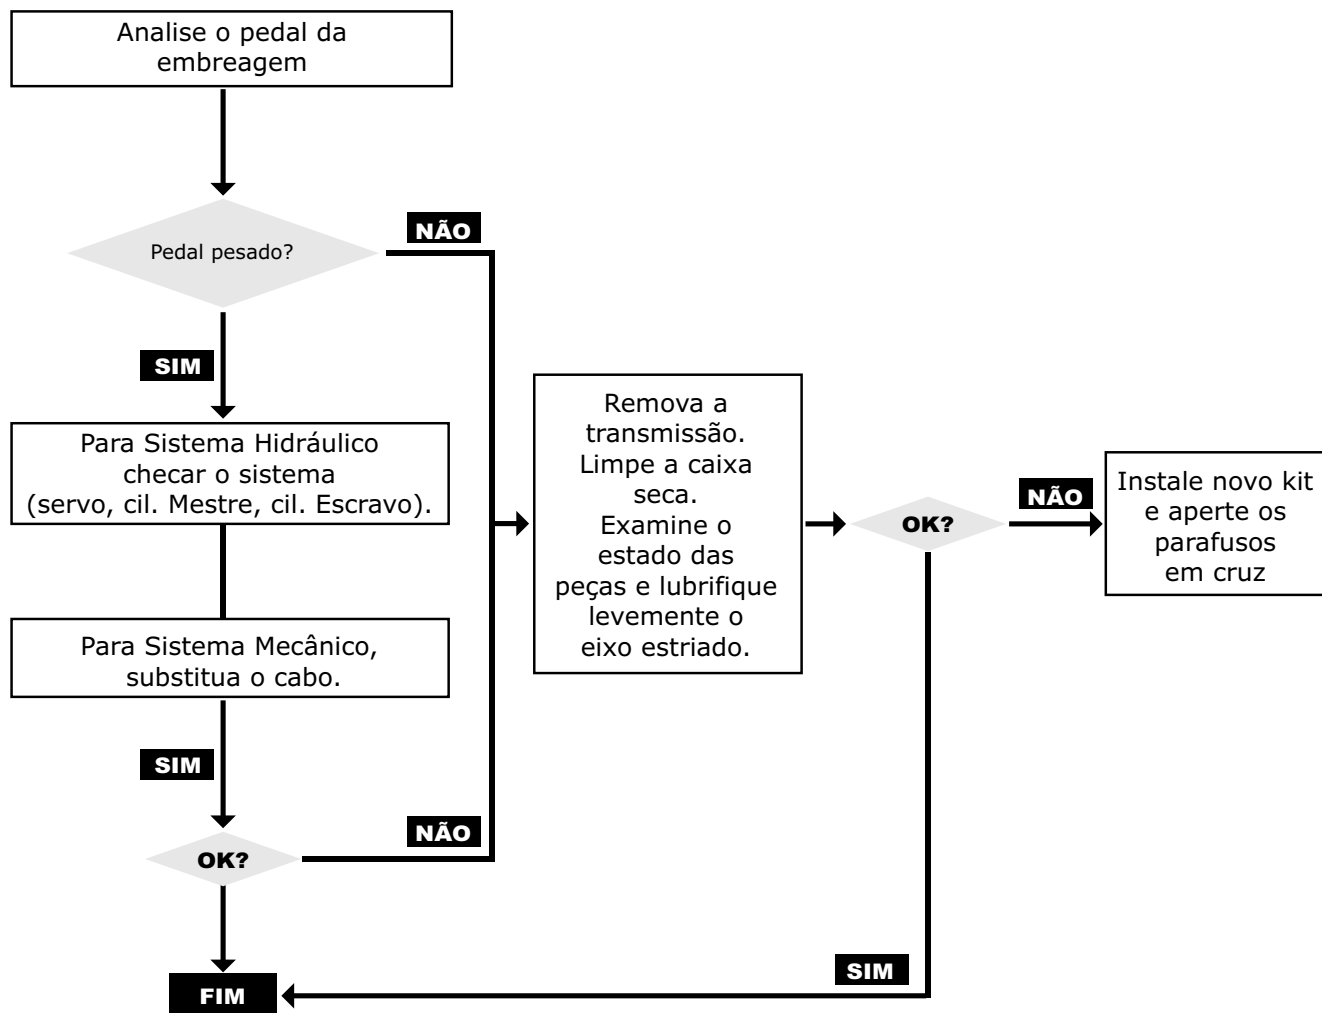 Analise o pedal da
embreagem
Pedal pesado?
NÃO
SIM
Para Sistema Hidráulico
checar o sistema
(servo, cil. Mestre, cil. Escravo).
Para Sistema Mecânico,
substitua o cabo.
SIM
NÃO
OK?
FIM
Remova a
transmissão.
Limpe a caixa
seca.
Examine o
estado das
peças e lubrifique
levemente o
eixo estriado.
OK?
NÃO
SIM
Instale novo kit
e aperte os
parafusos
em cruz